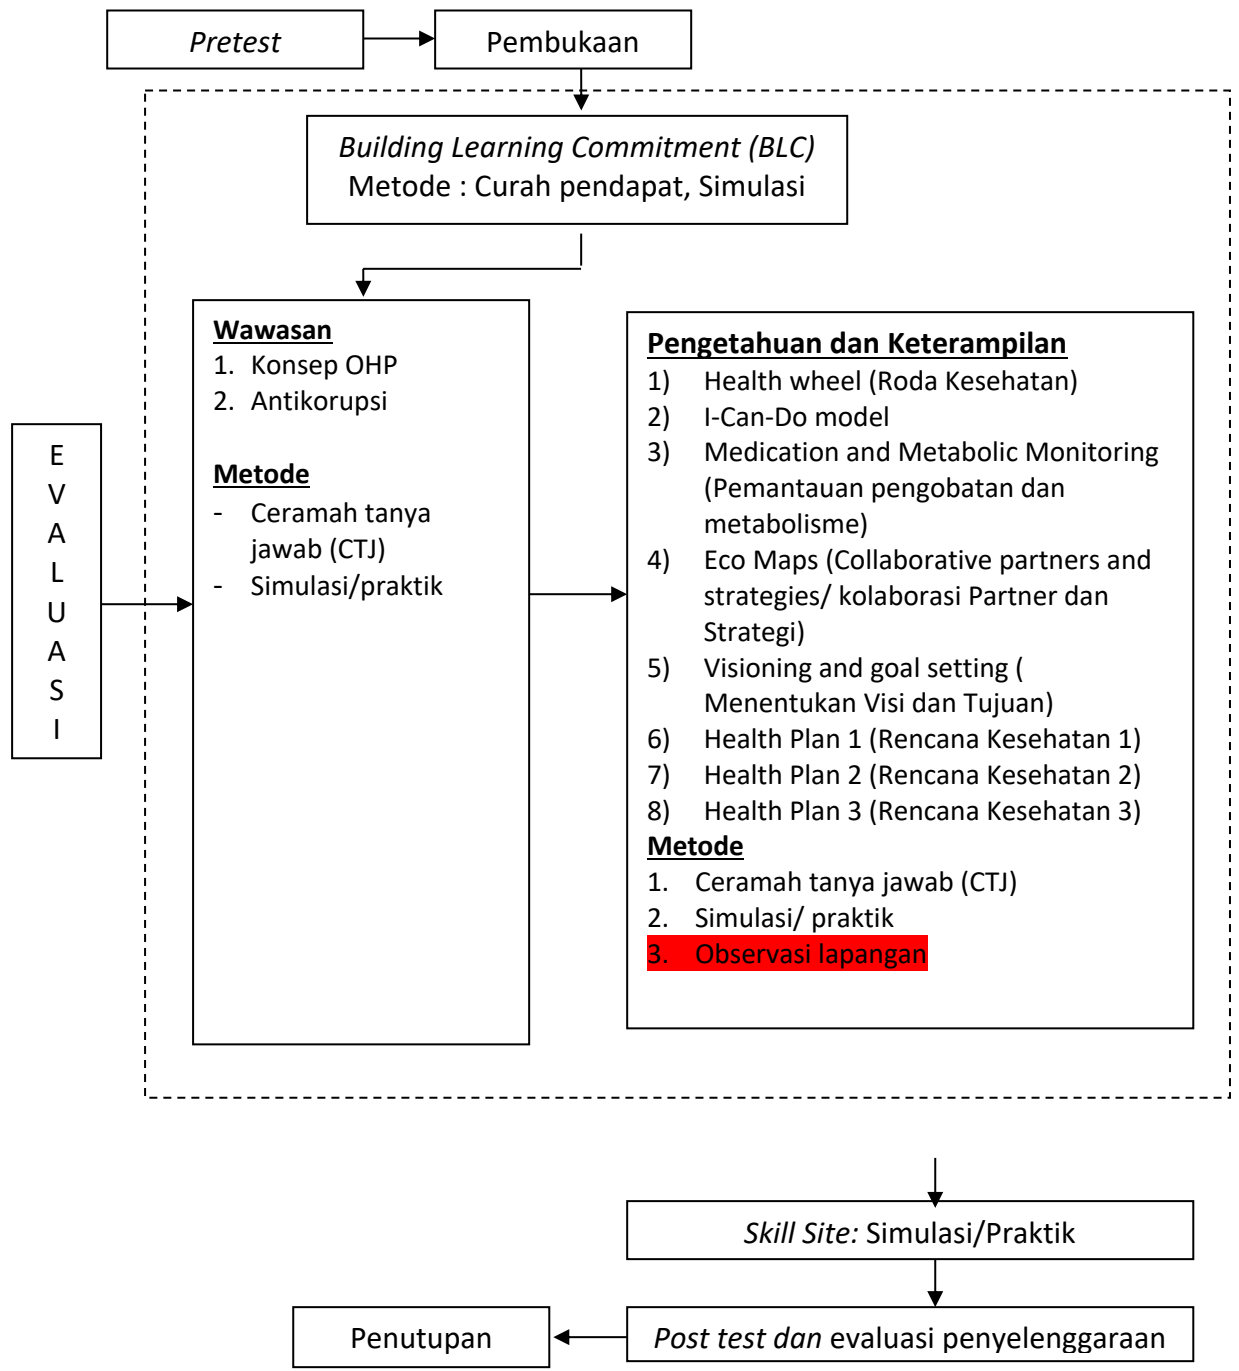 Pretest
Pembukaan
Building Learning Commitment (BLC)
Metode : Curah pendapat, Simulasi
E
V
A
L
U
A
S
I
Wawasan
1. Konsep OHP
2. Antikorupsi
Metode
- Ceramah tanya
jawab (CTJ)
- Simulasi/praktik
Pengetahuan dan Keterampilan
1) Health wheel (Roda Kesehatan)
2) I-Can-Do model
3) Medication and Metabolic Monitoring
(Pemantauan pengobatan dan
metabolisme)
4) Eco Maps (Collaborative partners and
strategies/ kolaborasi Partner dan
Strategi)
5) Visioning and goal setting (
Menentukan Visi dan Tujuan)
6) Health Plan 1 (Rencana Kesehatan 1)
7) Health Plan 2 (Rencana Kesehatan 2)
8) Health Plan 3 (Rencana Kesehatan 3)
Metode
1. Ceramah tanya jawab (CTJ)
2. Simulasi/ praktik
3. Observasi lapangan
Skill Site: Simulasi/Praktik
Post test dan evaluasi penyelenggaraan
Penutupan